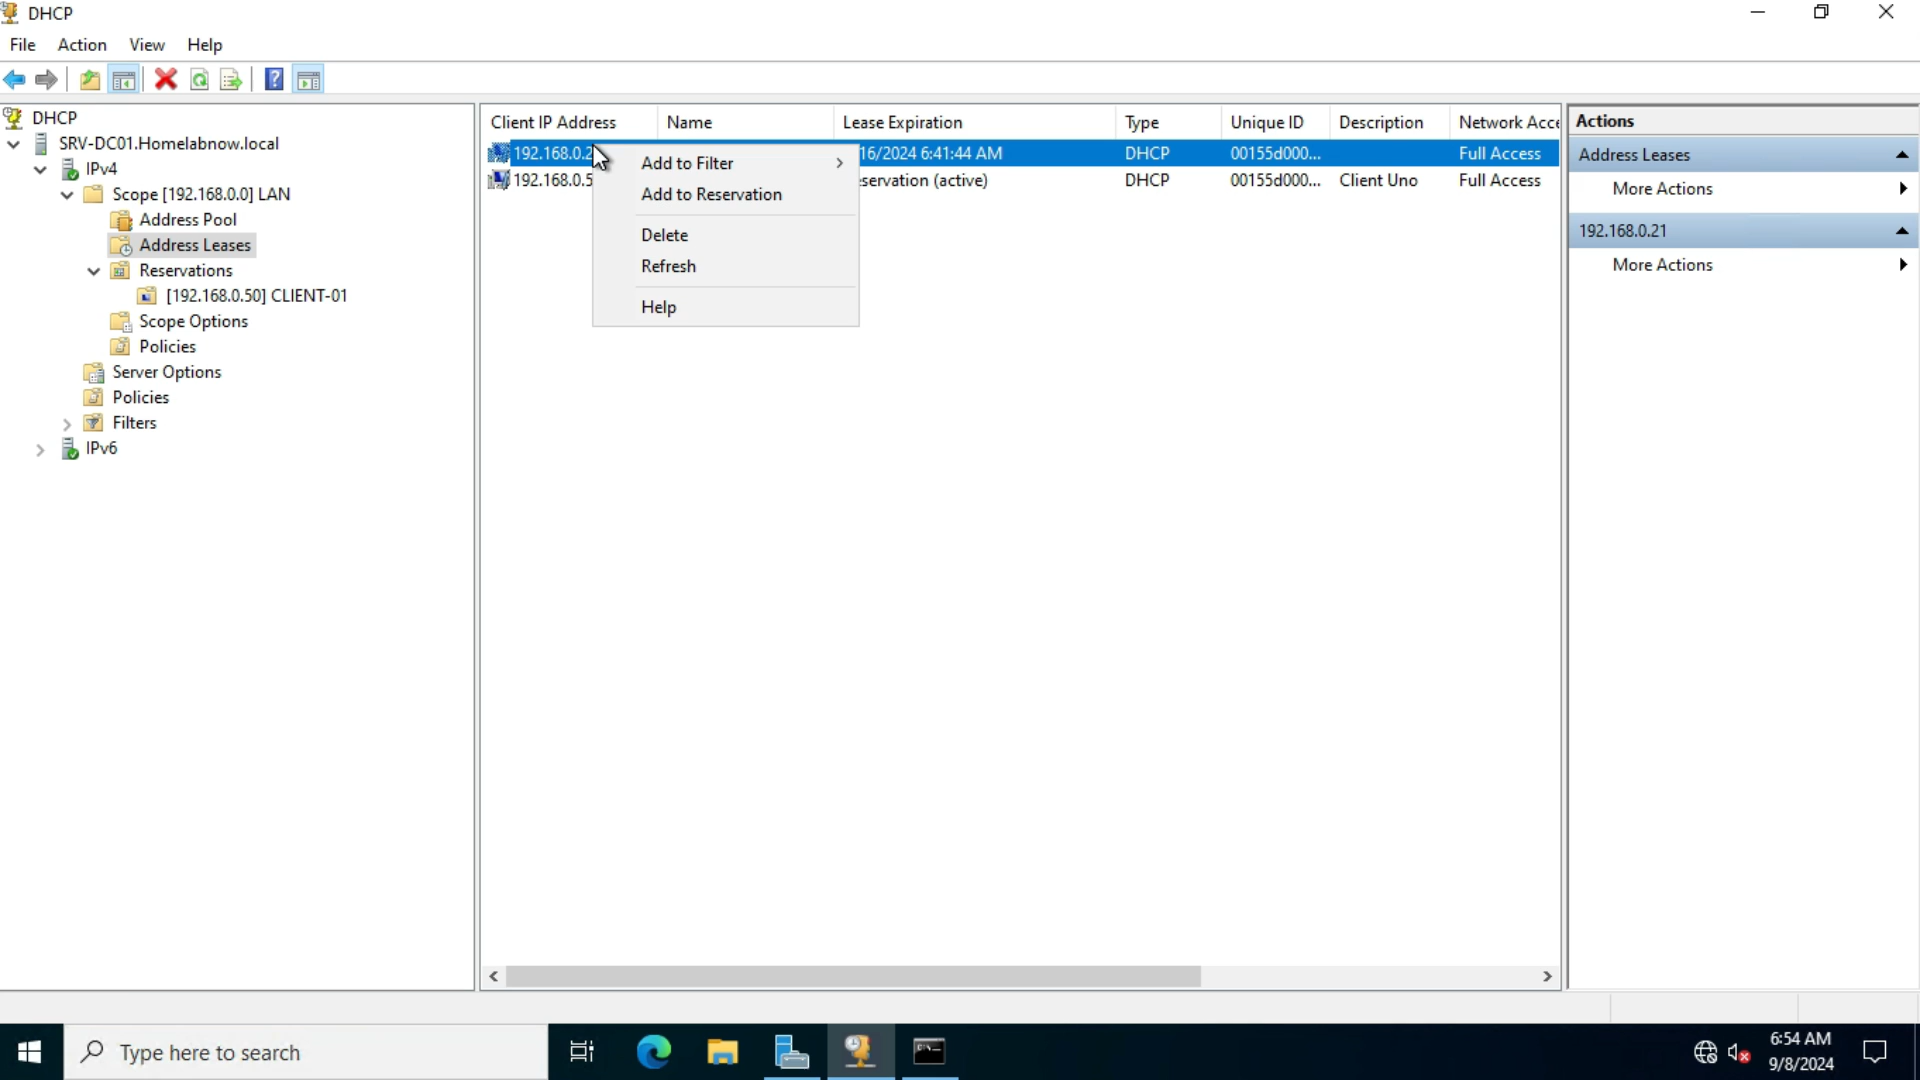 DHCP
File Action View Help
DHCP
SRV-DC01.Homelabnow.local
IPv4
Scope [192.168.0.0] LAN
Address Pool
Address Leases
Reservations
[192.168.0.50] CLIENT-01
Scope Options
Policies
Server Options
Policies
Filters
IPv6
Client IP Address Name Lease Expiration Type Unique ID Description Network Acce
192.168.0.2 16/2024 6:41:44 AM DHCP 00155d000... Full Access
192.168.0.5 eservation (active) DHCP 00155d000... Client Uno Full Access
Add to Filter
Add to Reservation
Delete
Refresh
Help
Actions
Address Leases
More Actions
192.168.0.21
More Actions
Type here to search
6:54 AM
9/8/2024